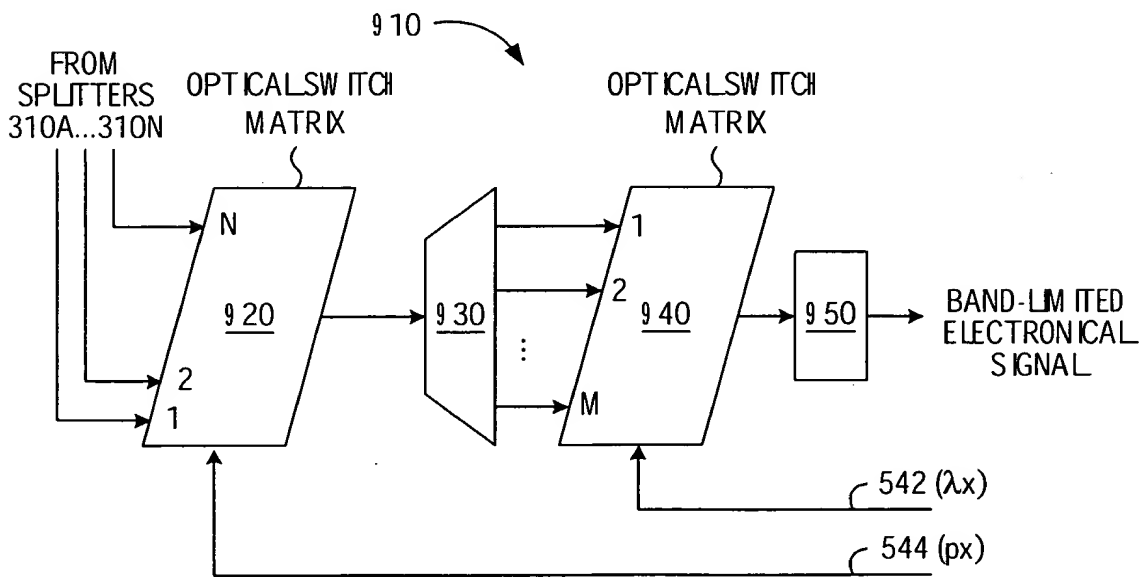 910
FROM
SPLITTERS
310A...310N
OPTICAL SWITCH
MATRIX
OPTICAL SWITCH
MATRIX
N
920
2
1
930
...
1
2
940
M
950
BAND-LIMITED
ELECTRONICAL
SIGNAL
542 (λx)
544 (px)